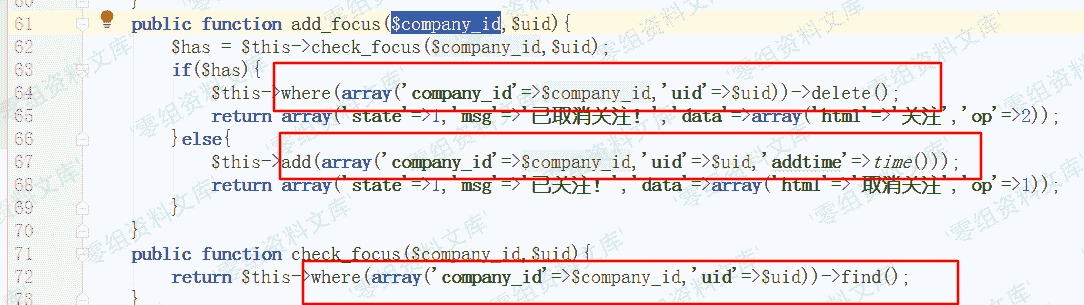 60 }
61 public function add_focus($company_id,$uid){
62 $has = $this->check_focus($company_id,$uid);
63 if($has){
64 $this->where(array('company_id'=>$company_id,'uid'=>$uid))->delete();
65 return array('state'=>1,'msg'=>'已取消关注!','data'=>array('html'=>'关注','op'=>2));
66 }else{
67 $this->add(array('company_id'=>$company_id,'uid'=>$uid,'addtime'=>time()));
68 return array('state'=>1,'msg'=>'已关注!','data'=>array('html'=>'取消关注','op'=>1));
69 }
70 }
71 public function check_focus($company_id,$uid){
72 return $this->where(array('company_id'=>$company_id,'uid'=>$uid))->find();
73 }
'零组资料文库'